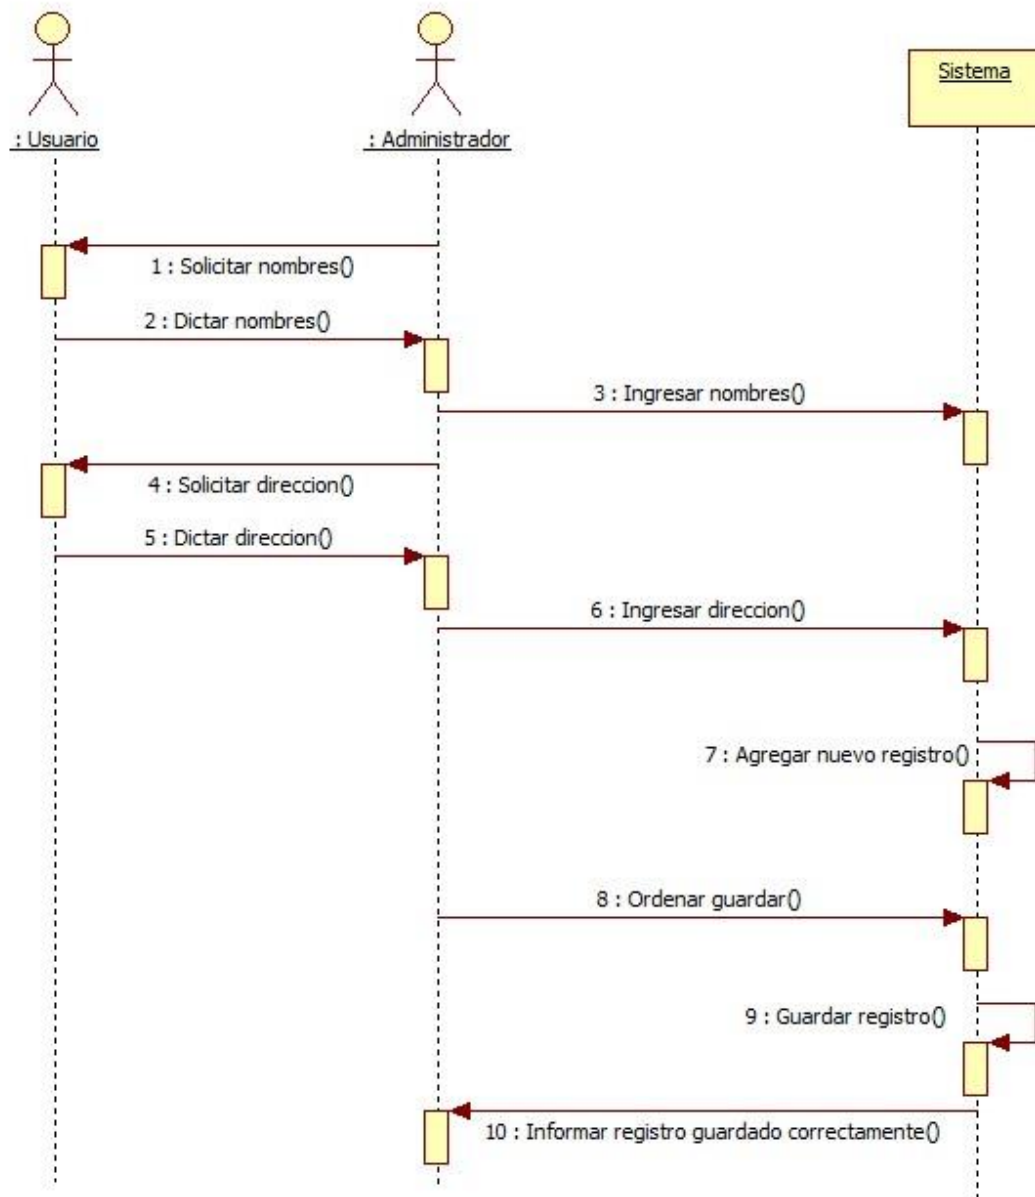 Sistema
: Usuario
: Administrador
1 : Solicitar nombres()
2 : Dictar nombres()
3 : Ingresar nombres()
4 : Solicitar direccion()
5 : Dictar direccion()
6 : Ingresar direccion()
7 : Agregar nuevo registro()
8 : Ordenar guardar()
9 : Guardar registro()
10 : Informar registro guardado correctamente()